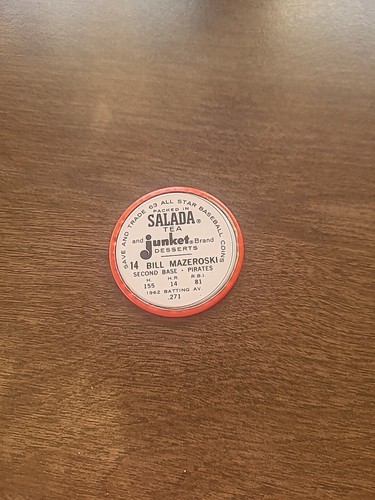 SAVE AND TRADE 63 ALL STAR BASEBALL COINS
PACKED IN
SALADA®
TEA
and junket® Brand
DESSERTS
14 BILL MAZEROSKI
SECOND BASE - PIRATES
H. H.R. R.B.I.
155 14 81
1962 BATTING AV.
.271